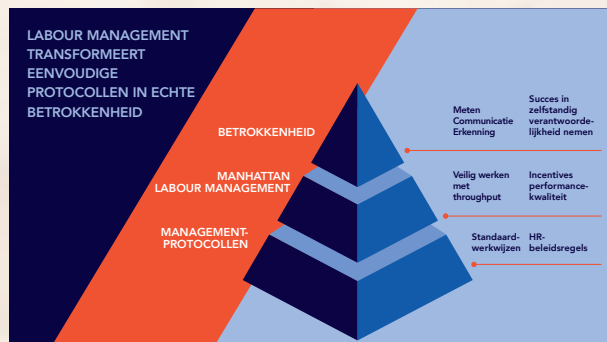 LABOUR MANAGEMENT
TRANSFORMEERT
EENVOUDIGE
PROTOCOLLEN IN ECHTE
BETROKKENHEID
BETROKKENHEID
Meten
Communicatie
Erkenning
Succes in
zelfstandig
verantwoorde-
lijkheid nemen
MANHATTAN
LABOUR MANAGEMENT
Veilig werken
met
throughput
Incentives
performance-
kwaliteit
MANAGEMENT-
PROTOCOLLEN
Standaard-
werkwijzen
HR-
beleidsregels